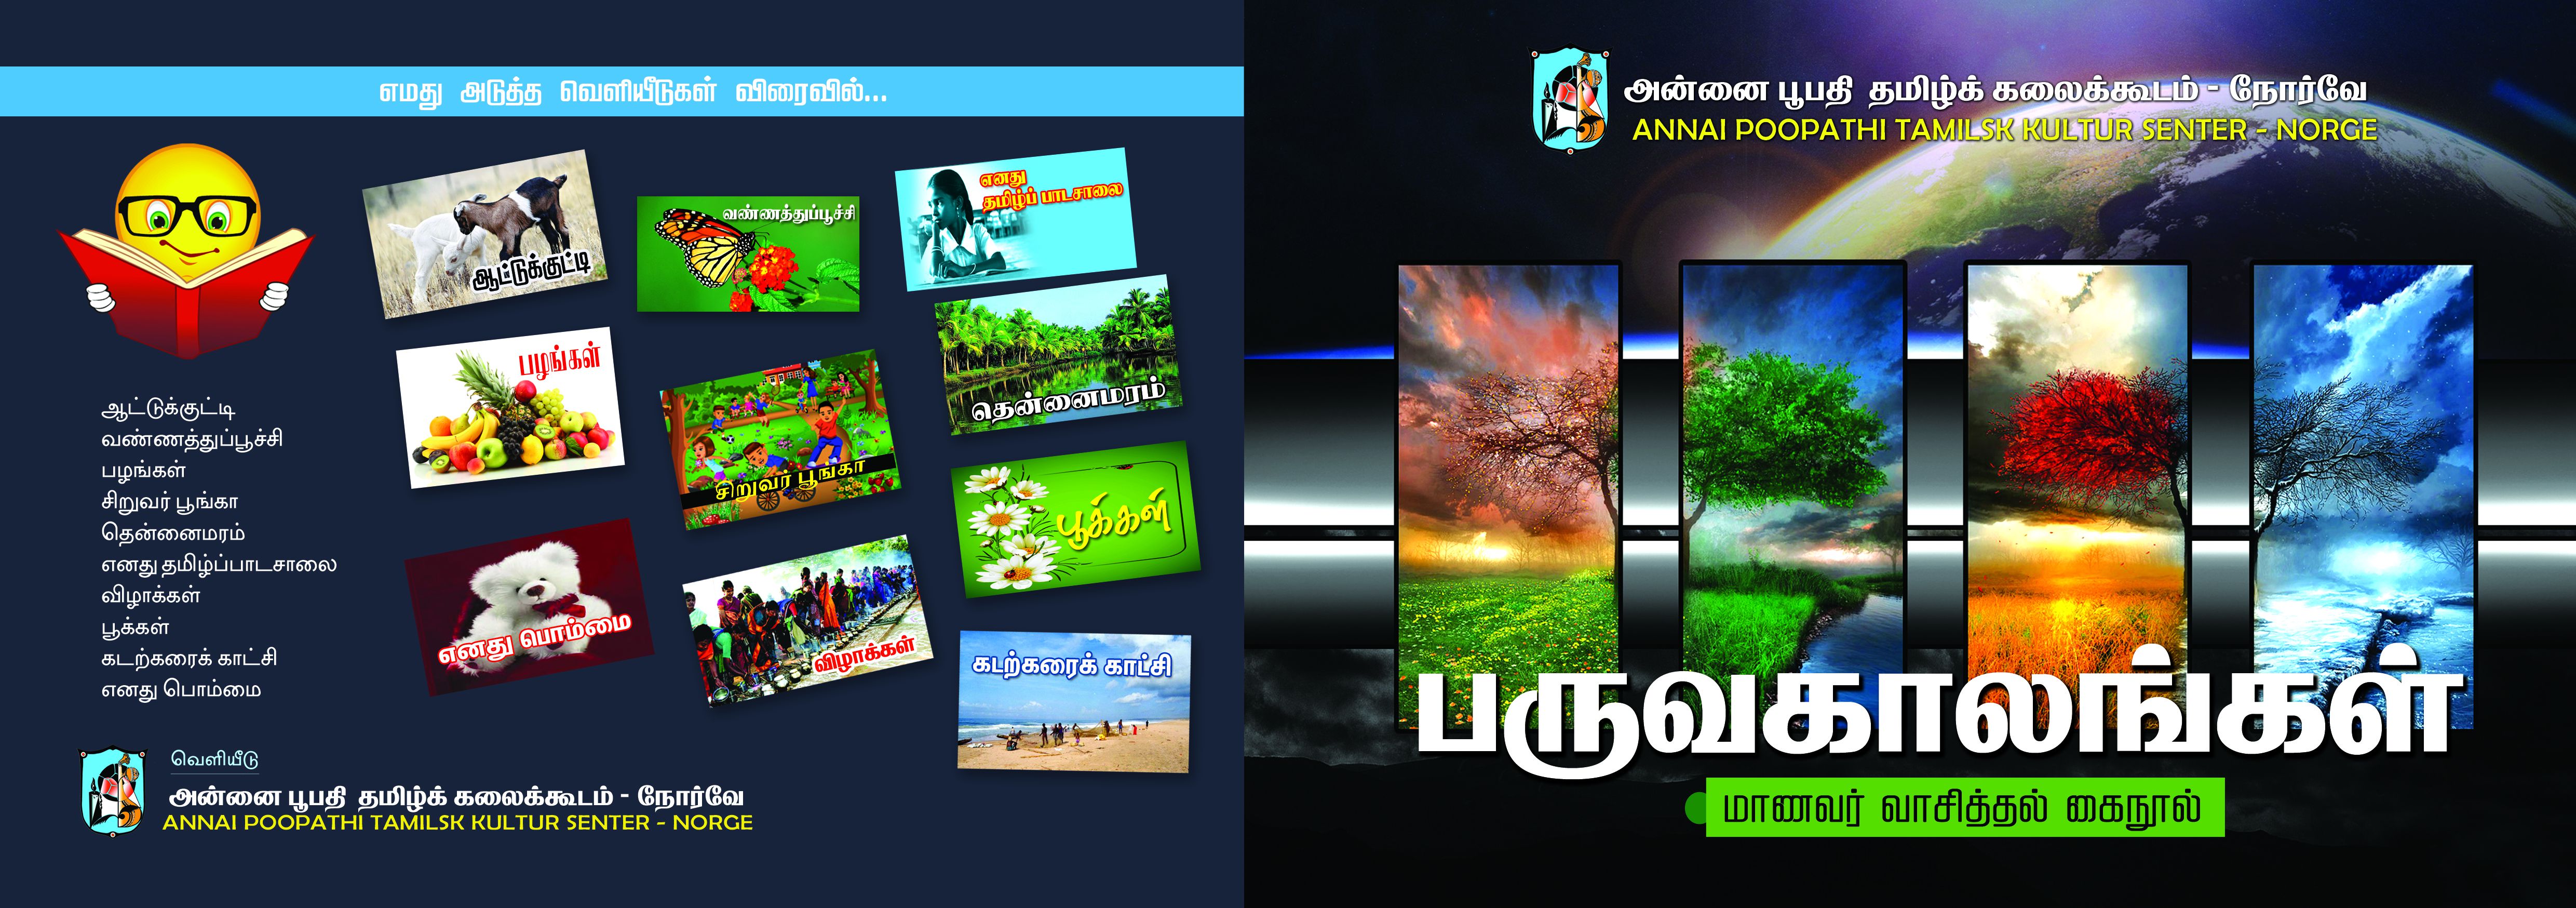 எமது அடுத்த வெளியீடுகள் விரைவில்...
ஆட்டுக்குட்டி
வண்ணத்துப்பூச்சி
எனது
தமிழ்ப் பாடசாலை
பழங்கள்
சிறுவர் பூங்கா
தென்னைமரம்
பூக்கள்
எனது பொம்மை
விழாக்கள்
கடற்கரைக் காட்சி
ஆட்டுக்குட்டி
வண்ணத்துப்பூச்சி
பழங்கள்
சிறுவர் பூங்கா
தென்னைமரம்
எனது தமிழ்ப்பாடசாலை
விழாக்கள்
பூக்கள்
கடற்கரைக் காட்சி
எனது பொம்மை
வெளியீடு
அன்னை பூபதி தமிழ்க் கலைக்கூடம் - நோர்வே
ANNAI POOPATHI TAMILSK KULTUR SENTER - NORGE
அன்னை பூபதி தமிழ்க் கலைக்கூடம் - நோர்வே
ANNAI POOPATHI TAMILSK KULTUR SENTER - NORGE
பருவகாலங்கள்
மாணவர் வாசித்தல் கைநூல்